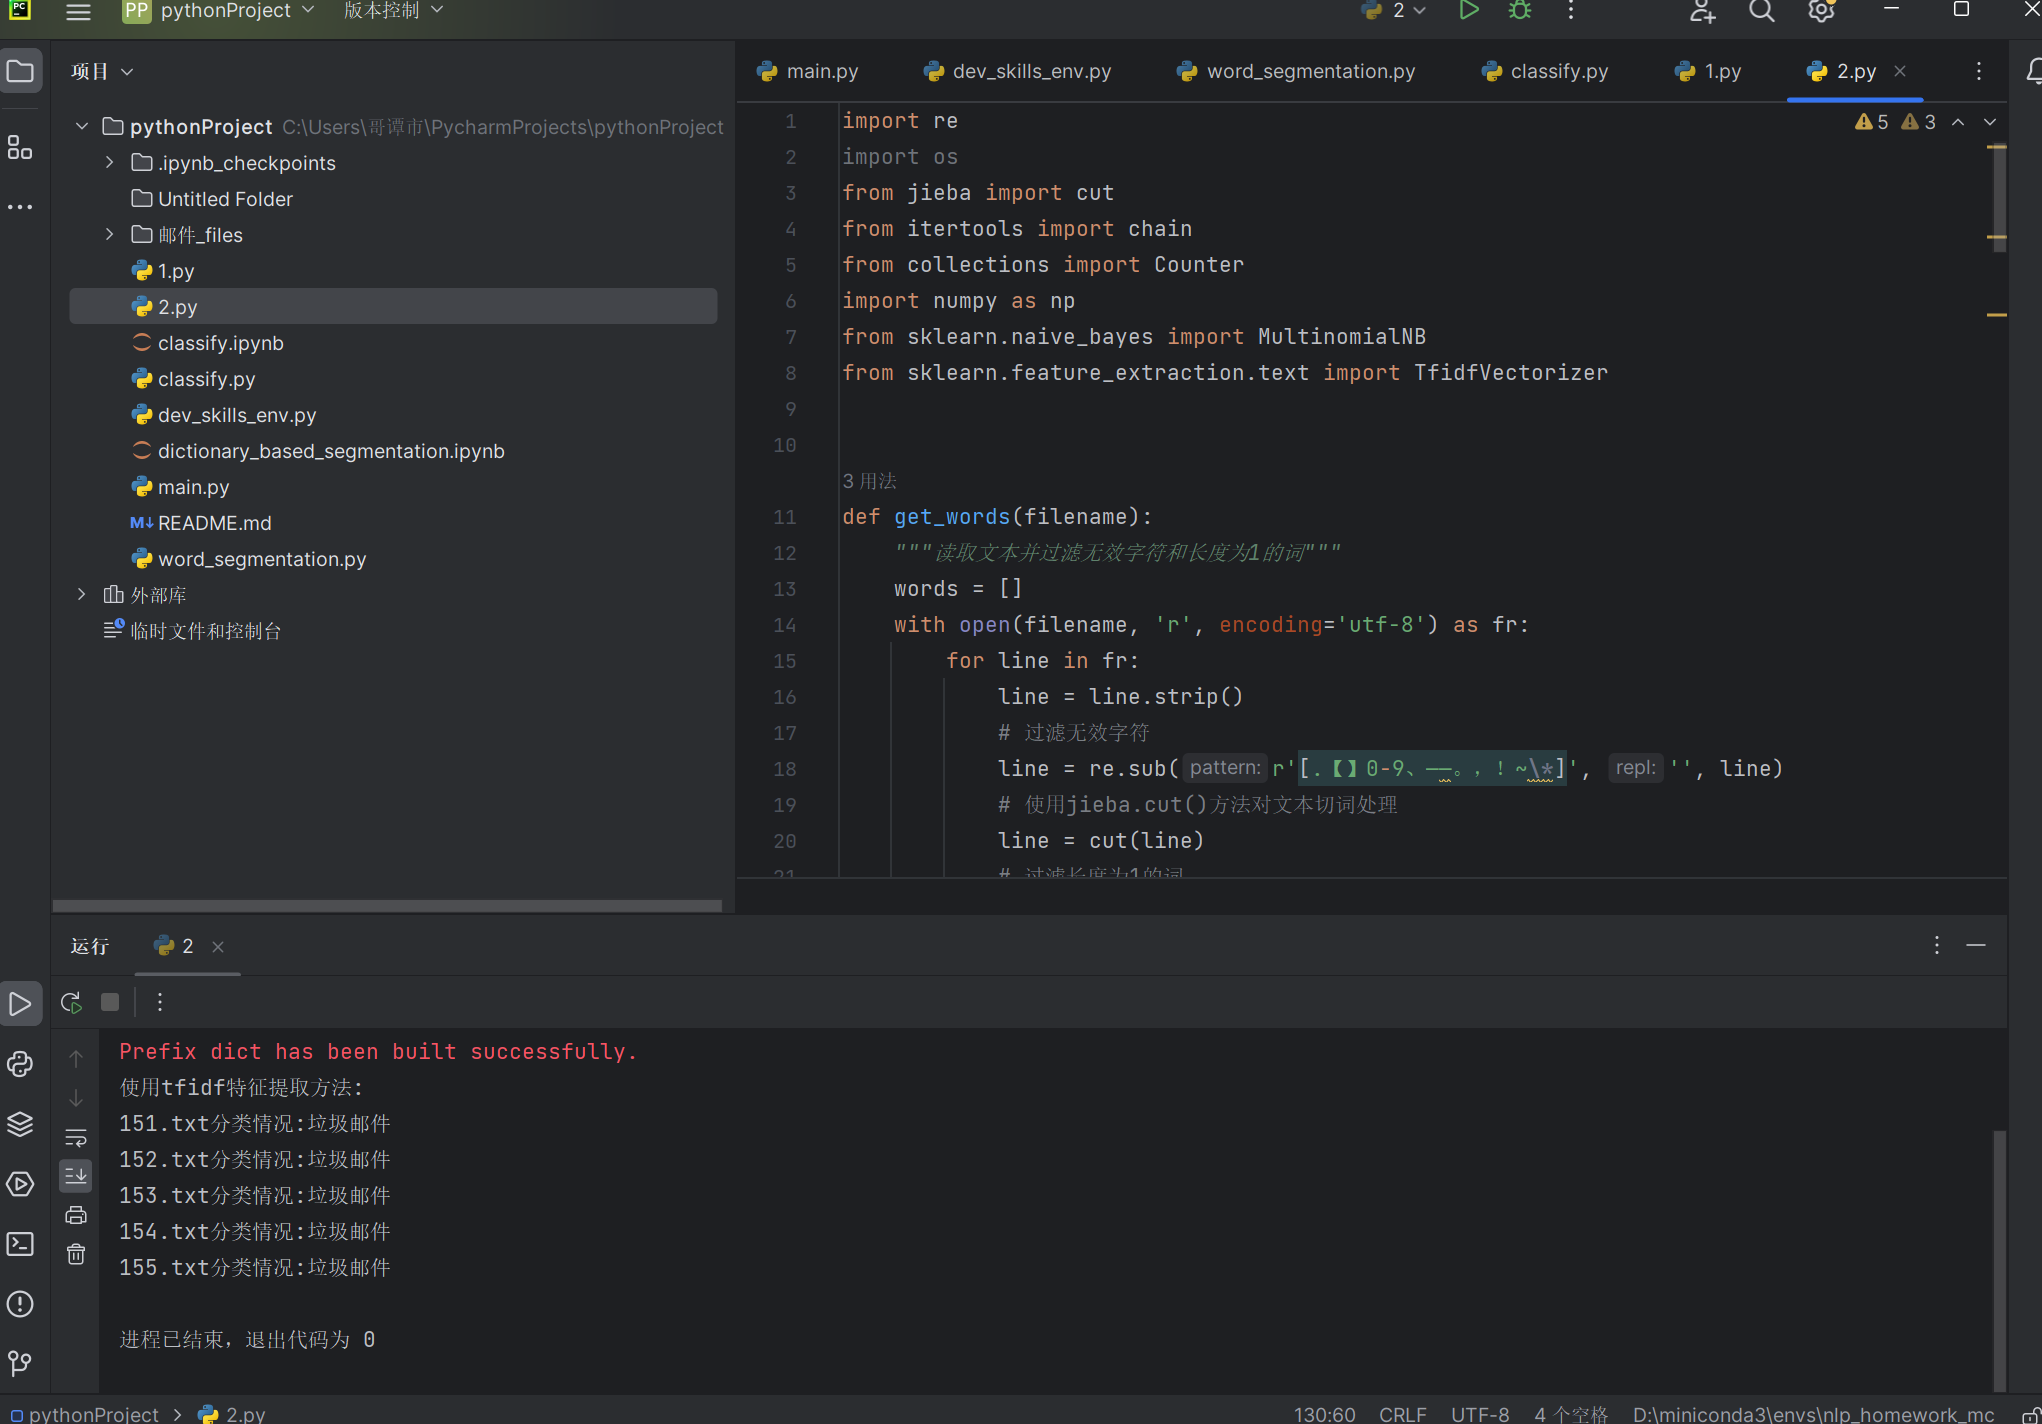 PC
PP pythonProject 版本控制 2
项目
pythonProject C:\Users\哥谭市\PycharmProjects\pythonProject
.ipynb_checkpoints
Untitled Folder
邮件_files
1.py
2.py
classify.ipynb
classify.py
dev_skills_env.py
dictionary_based_segmentation.ipynb
main.py
M↓ README.md
word_segmentation.py
外部库
临时文件和控制台
main.py dev_skills_env.py word_segmentation.py classify.py 1.py 2.py
5 3
1 import re
2 import os
3 from jieba import cut
4 from itertools import chain
5 from collections import Counter
6 import numpy as np
7 from sklearn.naive_bayes import MultinomialNB
8 from sklearn.feature_extraction.text import TfidfVectorizer
9
10
3 用法
11 def get_words(filename):
12 """读取文本并过滤无效字符和长度为1的词"""
13 words = []
14 with open(filename, 'r', encoding='utf-8') as fr:
15 for line in fr:
16 line = line.strip()
17 # 过滤无效字符
18 line = re.sub( pattern: r'[.【】0-9、——。，！~\*]', repl: '', line)
19 # 使用jieba.cut()方法对文本切词处理
20 line = cut(line)
21 # 过滤长度为1的词
运行 2
Prefix dict has been built successfully.
使用tfidf特征提取方法:
151.txt分类情况:垃圾邮件
152.txt分类情况:垃圾邮件
153.txt分类情况:垃圾邮件
154.txt分类情况:垃圾邮件
155.txt分类情况:垃圾邮件
进程已结束，退出代码为 0
pythonProject 2.py 130:60 CRLF UTF-8 4 个空格 D:\miniconda3\envs\nlp_homework_mc